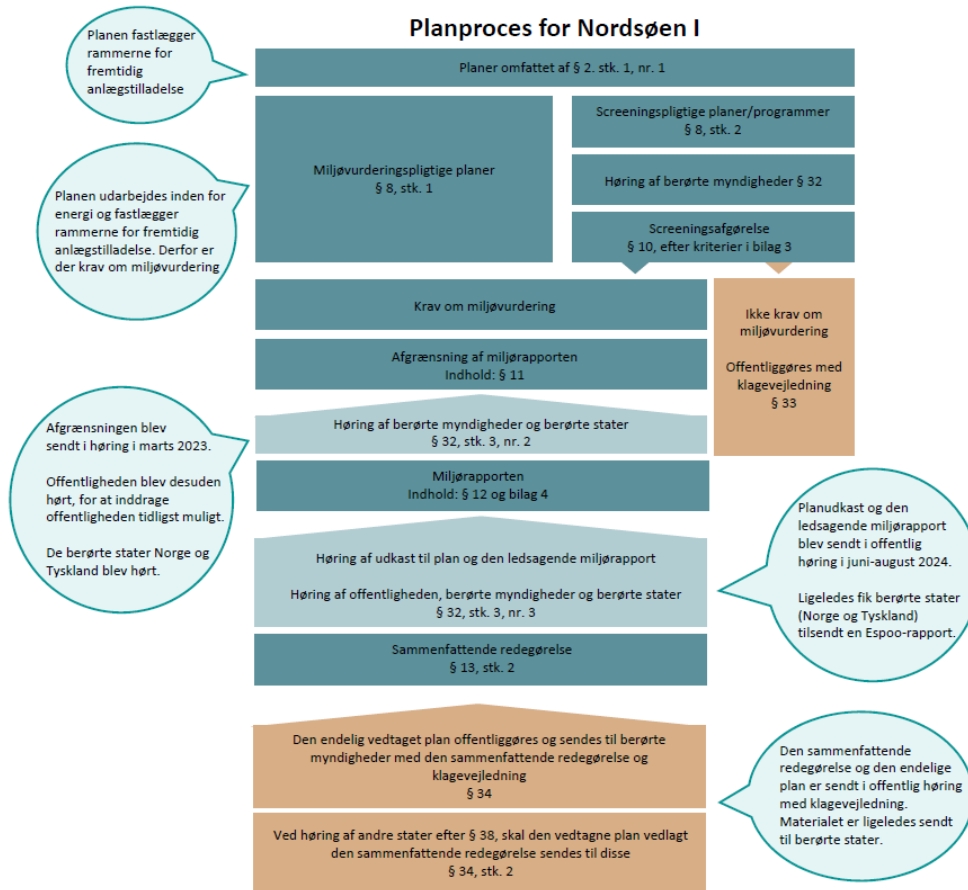 Planproces for Nordsøen I
Planen fastlægger
rammerne for
fremtidig
anlægstilladelse
Planer omfattet af § 2. stk. 1, nr. 1
Miljøvurderingspligtige planer
§ 8, stk. 1
Screeningspligtige planer/programmer
§ 8, stk. 2
Høring af berørte myndigheder § 32
Screeningsafgørelse
§ 10, efter kriterier i bilag 3
Planen udarbejdes inden for
energi og fastlægger
rammerne for fremtidig
anlægstilladelse. Derfor er
der krav om miljøvurdering
Krav om miljøvurdering
Ikke krav om
miljøvurdering
Offentliggøres med
klagevejledning
§ 33
Afgrænsning af miljørapporten
Indhold: § 11
Høring af berørte myndigheder og berørte stater
§ 32, stk. 3, nr. 2
Afgrænsningen blev
sendt i høring i marts 2023.
Offentligheden blev desuden
hørt, for at inddrage
offentligheden tidligst muligt.
De berørte stater Norge og
Tyskland blev hørt.
Miljørapporten
Indhold: § 12 og bilag 4
Høring af udkast til plan og den ledsagende miljørapport
Høring af offentligheden, berørte myndigheder og berørte stater
§ 32, stk. 3, nr. 3
Planudkast og den
ledsagende miljørapport
blev sendt i offentlig
høring i juni-august 2024.
Ligeledes fik berørte stater
(Norge og Tyskland)
tilsendt en Espoo-rapport.
Sammenfattende redegørelse
§ 13, stk. 2
Den endelig vedtaget plan offentliggøres og sendes til berørte
myndigheder med den sammenfattende redegørelse og
klagevejledning
§ 34
Ved høring af andre stater efter § 38, skal den vedtagne plan vedlagt
den sammenfattende redegørelse sendes til disse
§ 34, stk. 2
Den sammenfattende
redegørelse og den endelige
plan er sendt i offentlig høring
med klagevejledning.
Materialet er ligeledes sendt
til berørte stater.